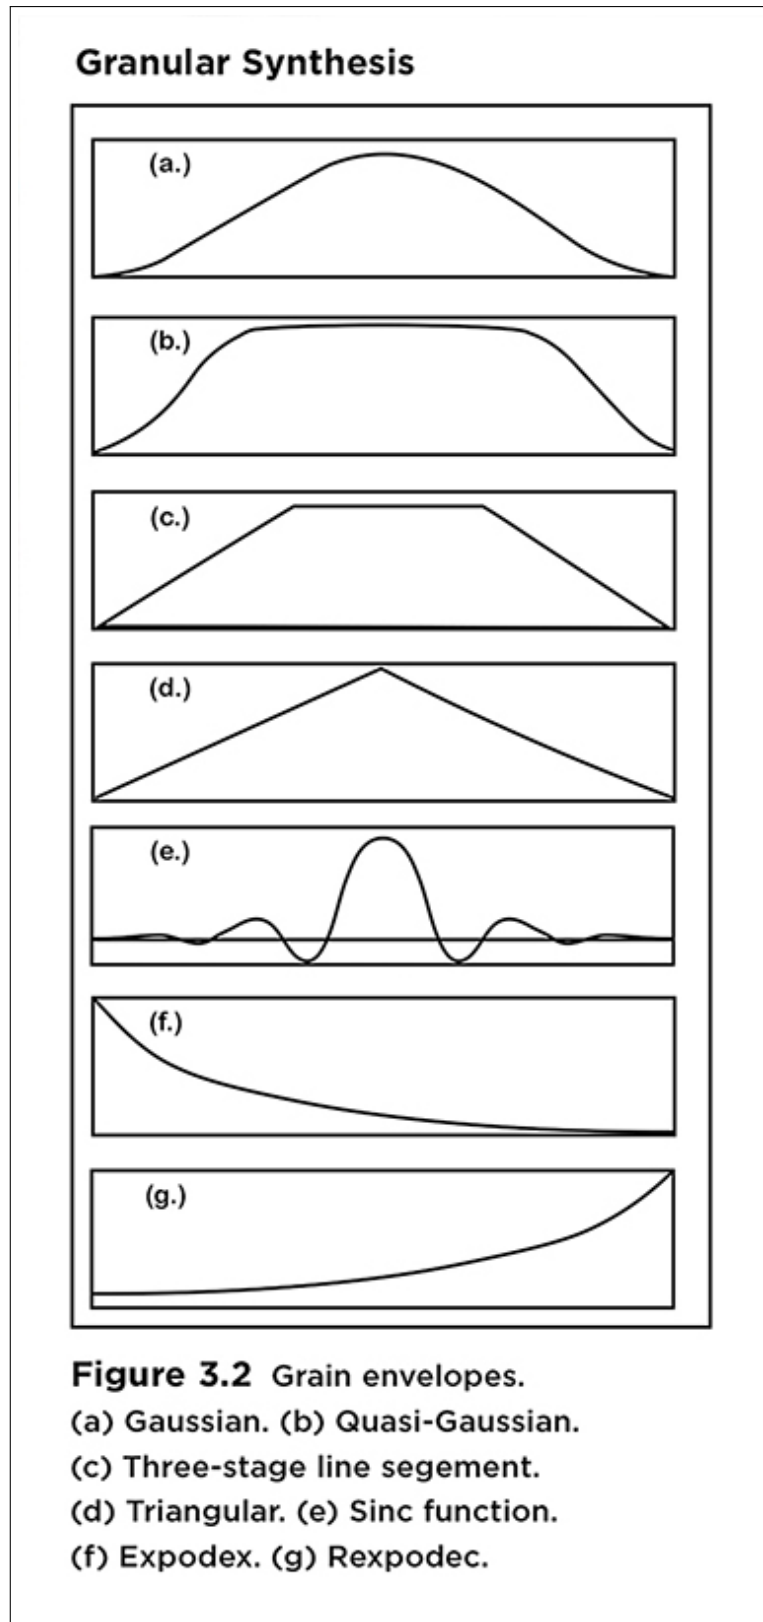 Granular Synthesis
(a.)
(b.)
(c.)
(d.)
(e.)
(f.)
(g.)
Figure 3.2 Grain envelopes.
(a) Gaussian. (b) Quasi-Gaussian.
(c) Three-stage line segement.
(d) Triangular. (e) Sinc function.
(f) Expodex. (g) Rexpodec.